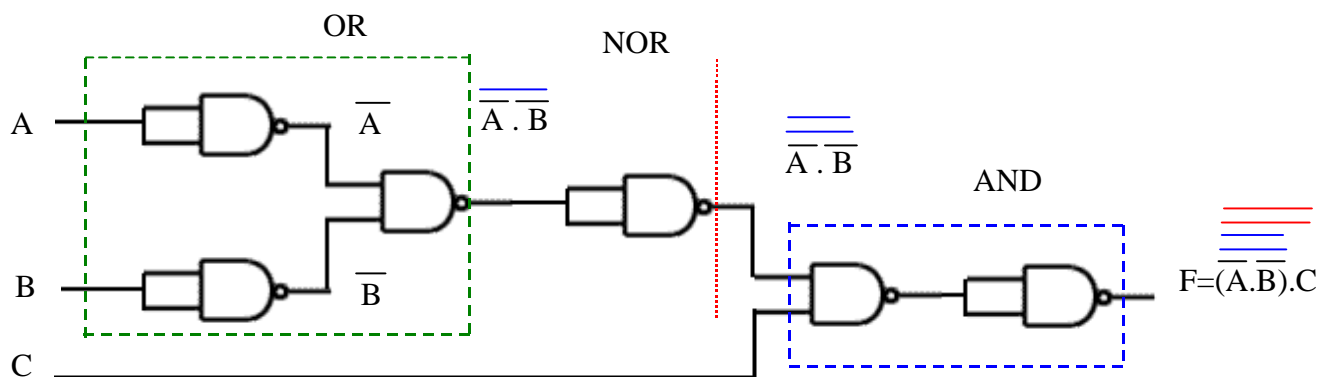 OR
NOR
A̅
A̅ . B̅
A
A̅ . B̅
AND
B
B̅
F=(A̅.B̅).C
C